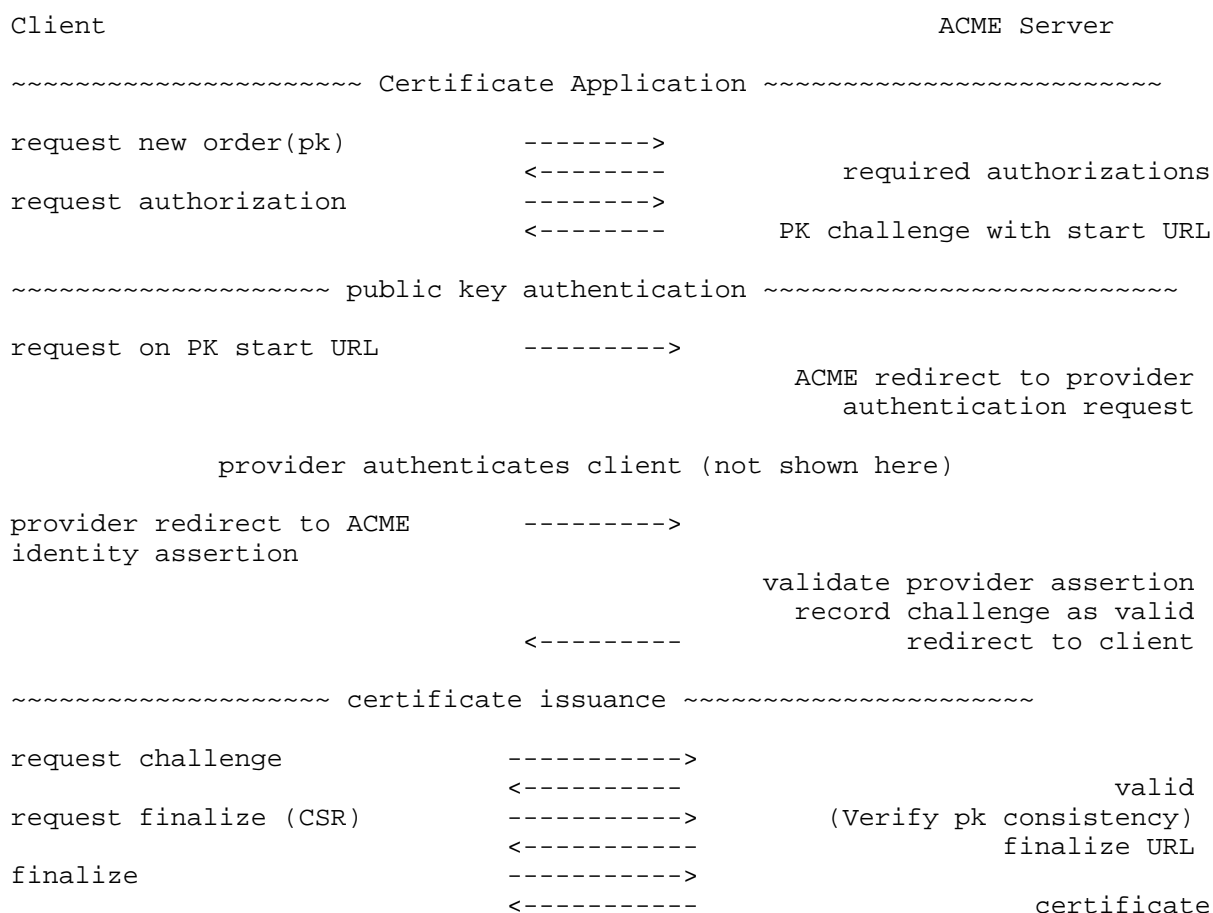 Client                                                    ACME Server
~~~~~~~~~~~~~~~~~~~~~~ Certificate Application ~~~~~~~~~~~~~~~~~~~~~~~~~
request new order(pk)           -------->
                                <--------           required authorizations
request authorization           -------->
                                <--------       PK challenge with start URL
~~~~~~~~~~~~~~~~~~~~ public key authentication ~~~~~~~~~~~~~~~~~~~~~~~~~~
request on PK start URL         --------->
                                                 ACME redirect to provider
                                                    authentication request
             provider authenticates client (not shown here)
provider redirect to ACME       --------->
identity assertion
                                               validate provider assertion
                                                 record challenge as valid
                                <---------              redirect to client
~~~~~~~~~~~~~~~~~~~~ certificate issuance ~~~~~~~~~~~~~~~~~~~~~~
request challenge              ----------->
                               <----------                           valid
request finalize (CSR)         ----------->        (Verify pk consistency)
                               <-----------                   finalize URL
finalize                       ----------->
                               <-----------                     certificate